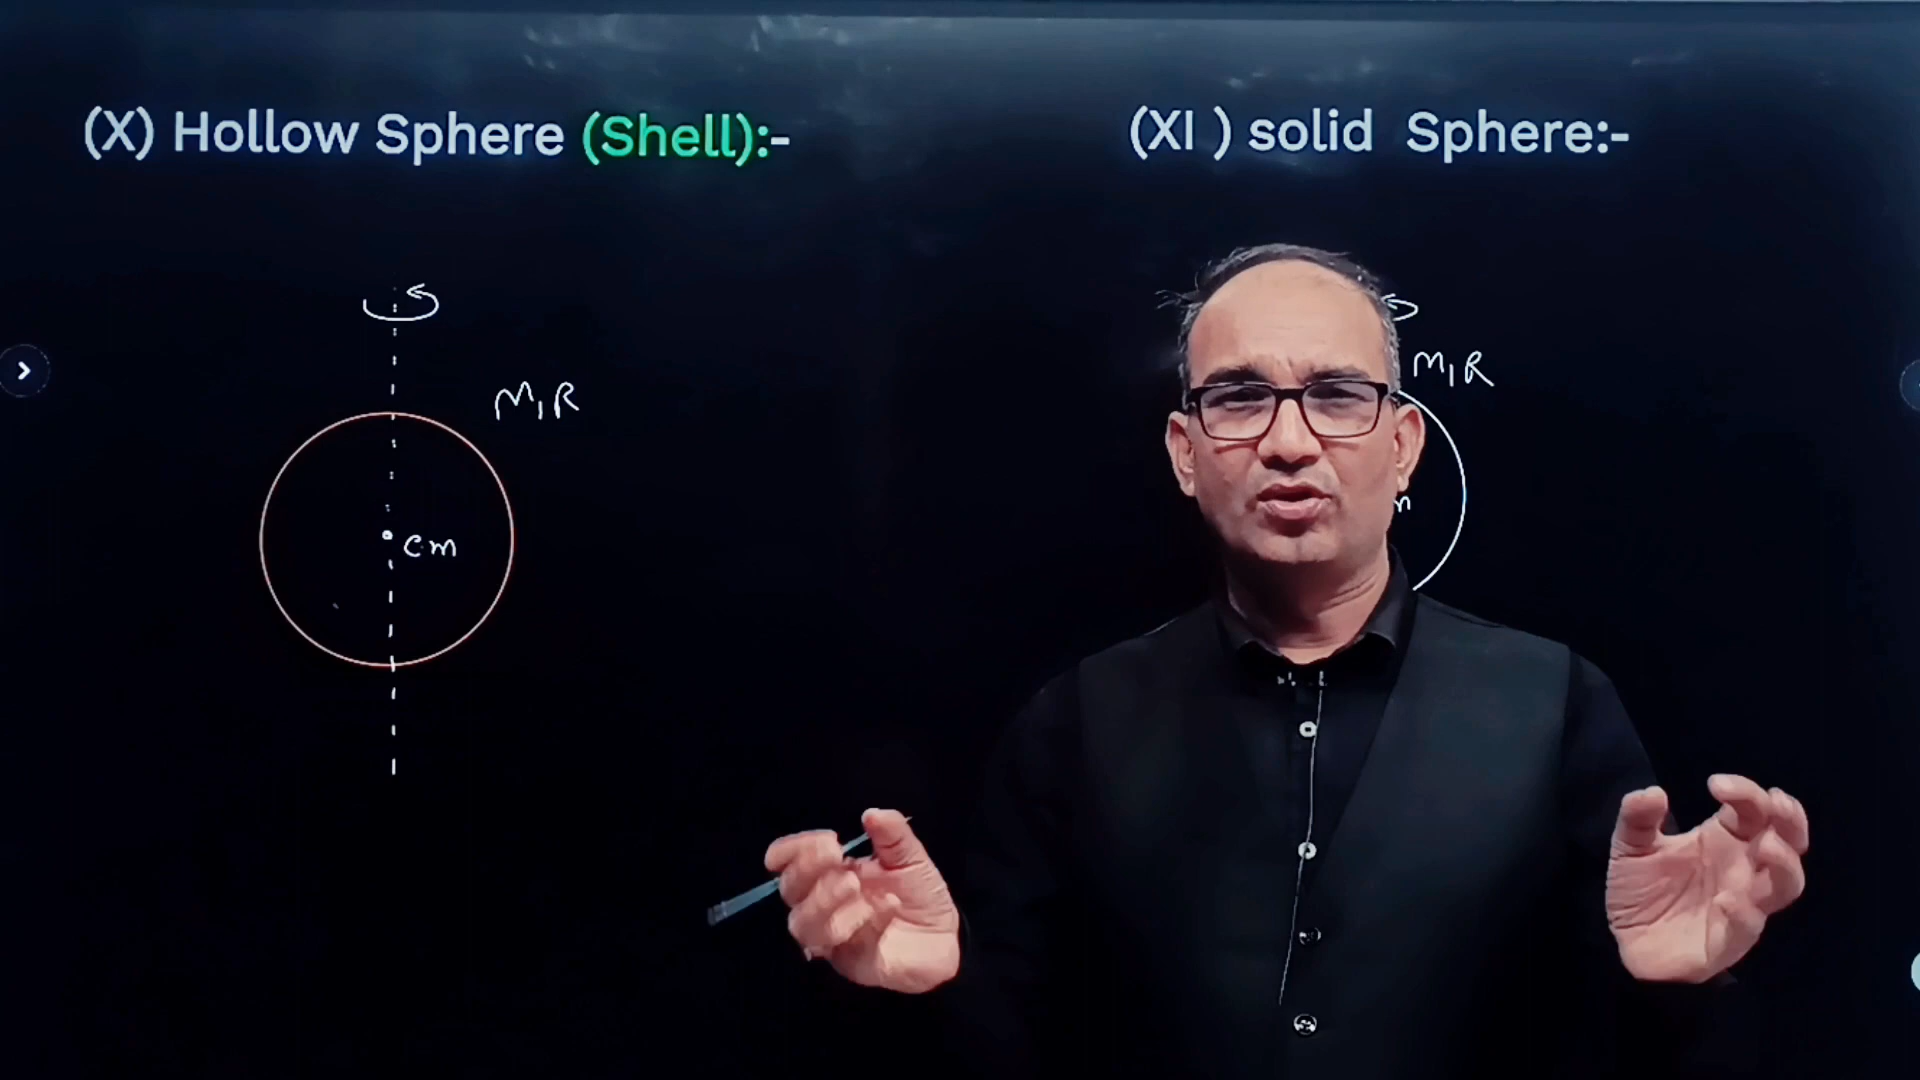 (X) Hollow Sphere (Shell):-
(XI ) solid Sphere:-
M, R
cm
M, R